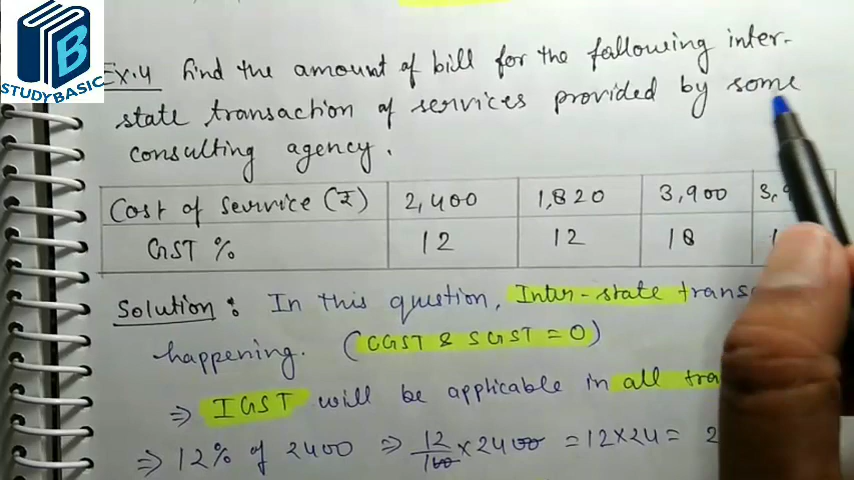 B
STUDYBASIC
Ex.4 Find the amount of bill for the following inter-
state transaction of services provided by some
consulting agency.
Cost of service (₹) 2,400 1,820 3,900
GST % 12 12 18
Solution: In this question, Inter-state
happening. (CGST & SGST = 0)
⇒ IGST will be applicable in all
⇒ 12% of 2400 ⇒ 12/100 × 2400 = 12×24 = 2